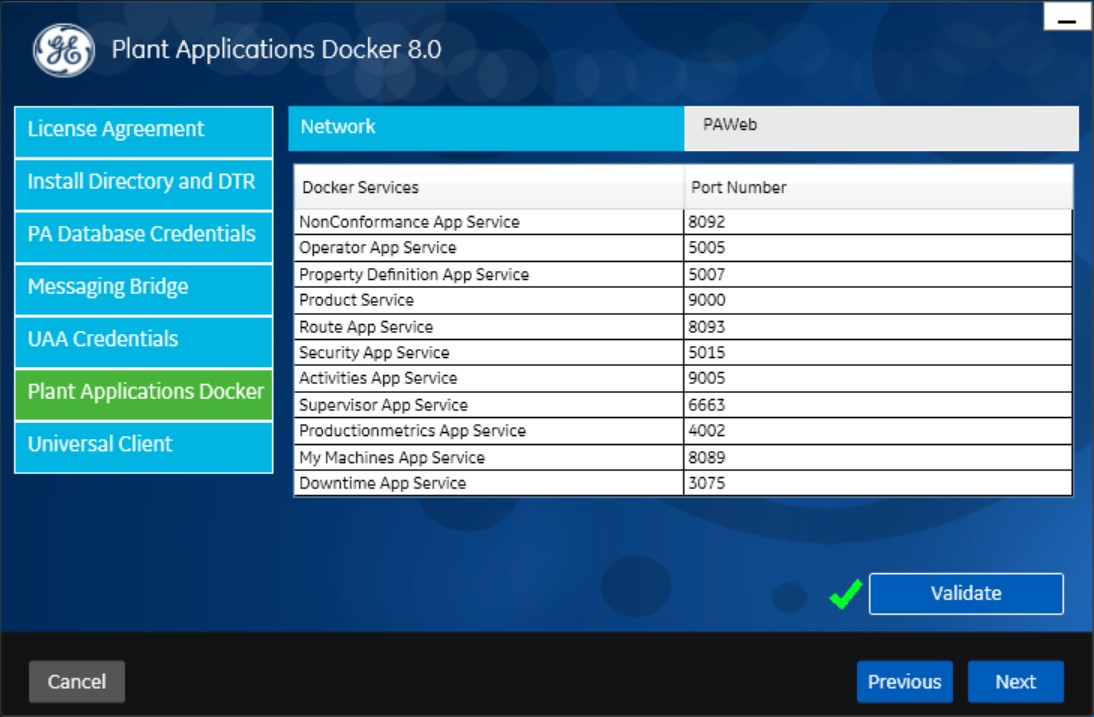 Plant Applications Docker 8.0
License Agreement
Install Directory and DTR
PA Database Credentials
Messaging Bridge
UAA Credentials
Plant Applications Docker
Universal Client
Network PAWeb
Docker Services Port Number
NonConformance App Service 8092
Operator App Service 5005
Property Definition App Service 5007
Product Service 9000
Route App Service 8093
Security App Service 5015
Activities App Service 9005
Supervisor App Service 6663
Productionmetrics App Service 4002
My Machines App Service 8089
Downtime App Service 3075
Validate
Cancel Previous Next